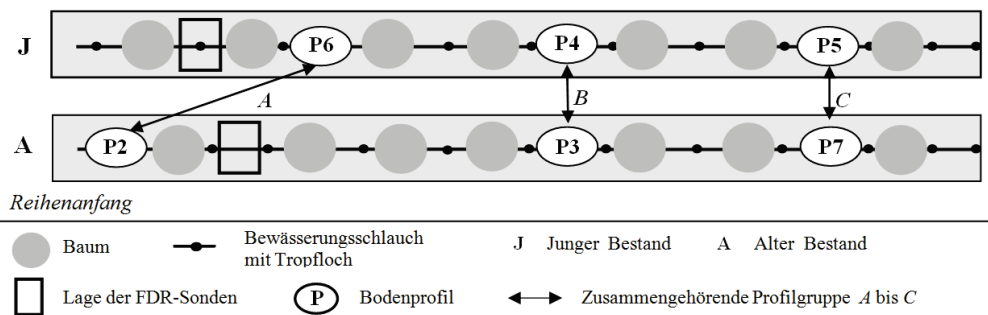 J P6 P4 P5
A B C
A P2 P3 P7
Reihenanfang
Baum Bewässerungsschlauch mit Tropfloch J Junger Bestand A Alter Bestand
Lage der FDR-Sonden P Bodenprofil Zusammengehörende Profilgruppe A bis C